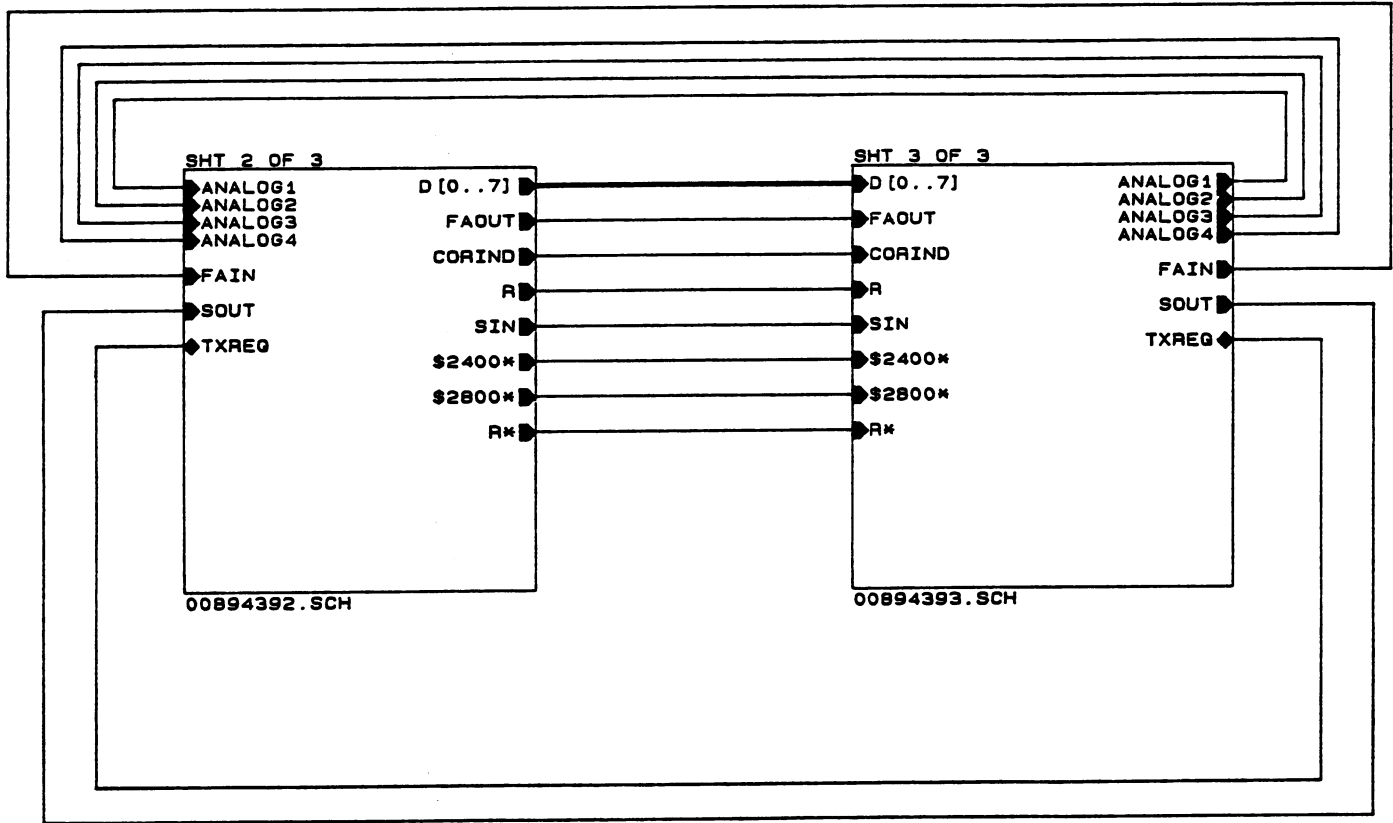 SHT 2 OF 3
ANALOG1
ANALOG2
ANALOG3
ANALOG4
FAIN
SOUT
TXREQ
D[0..7]
FAOUT
CORIND
R
SIN
$2400*
$2800*
R*
00894392.SCH
SHT 3 OF 3
D[0..7]
FAOUT
CORIND
R
SIN
$2400*
$2800*
R*
ANALOG1
ANALOG2
ANALOG3
ANALOG4
FAIN
SOUT
TXREQ
00894393.SCH